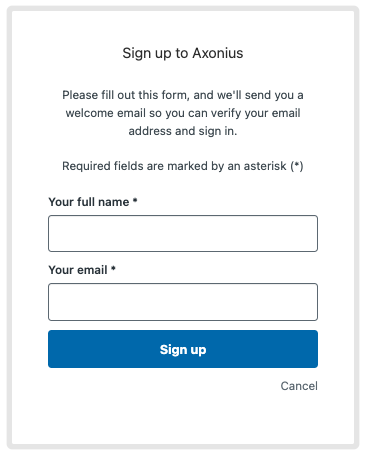 Sign up to Axonius
Please fill out this form, and we'll send you a
welcome email so you can verify your email
address and sign in.
Required fields are marked by an asterisk (*)
Your full name *
Your email *
Sign up
Cancel